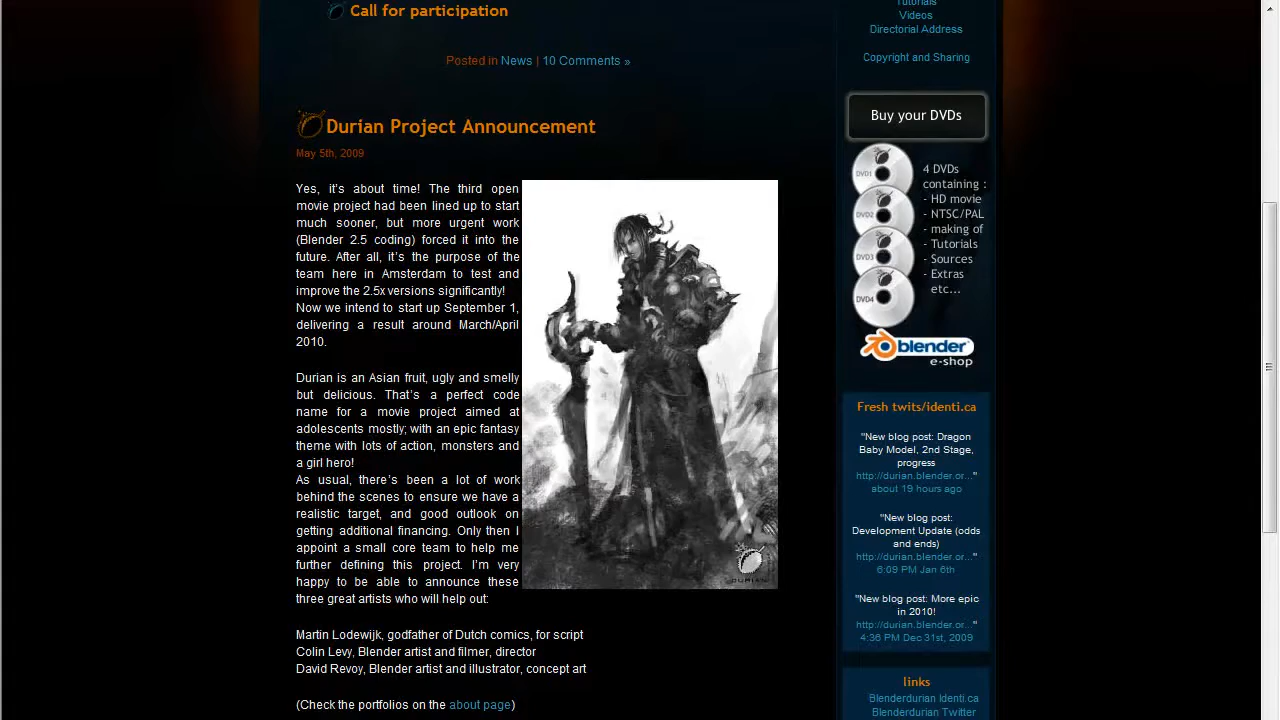 Call for participation
Posted in News | 10 Comments »
Durian Project Announcement
May 5th, 2009
Yes, it's about time! The third open
movie project had been lined up to start
much sooner, but more urgent work
(Blender 2.5 coding) forced it into the
future. After all, it's the purpose of the
team here in Amsterdam to test and
improve the 2.5x versions significantly!
Now we intend to start up September 1,
delivering a result around March/April
2010.
Durian is an Asian fruit, ugly and smelly
but delicious. That's a perfect code
name for a movie project aimed at
adolescents mostly; with an epic fantasy
theme with lots of action, monsters and
a girl hero!
As usual, there's been a lot of work
behind the scenes to ensure we have a
realistic target, and good outlook on
getting additional financing. Only then I
appoint a small core team to help me
further defining this project. I'm very
happy to be able to announce these
three great artists who will help out:
Martin Lodewijk, godfather of Dutch comics, for script
Colin Levy, Blender artist and filmer, director
David Revoy, Blender artist and illustrator, concept art
(Check the portfolios on the about page)
DURIAN
Tutorials
Videos
Directorial Address
Copyright and Sharing
Buy your DVDs
DVD1
DVD2
DVD3
DVD4
4 DVDs
containing :
- HD movie
- NTSC/PAL
- making of
- Tutorials
- Sources
- Extras
etc...
blender
e-shop
Fresh twits/identi.ca
"New blog post: Dragon
Baby Model, 2nd Stage,
progress
http://durian.blender.or..."
about 19 hours ago
"New blog post:
Development Update (odds
and ends)
http://durian.blender.or..."
6:09 PM Jan 6th
"New blog post: More epic
in 2010!
http://durian.blender.or..."
4:36 PM Dec 31st, 2009
links
Blenderdurian Identi.ca
Blenderdurian Twitter